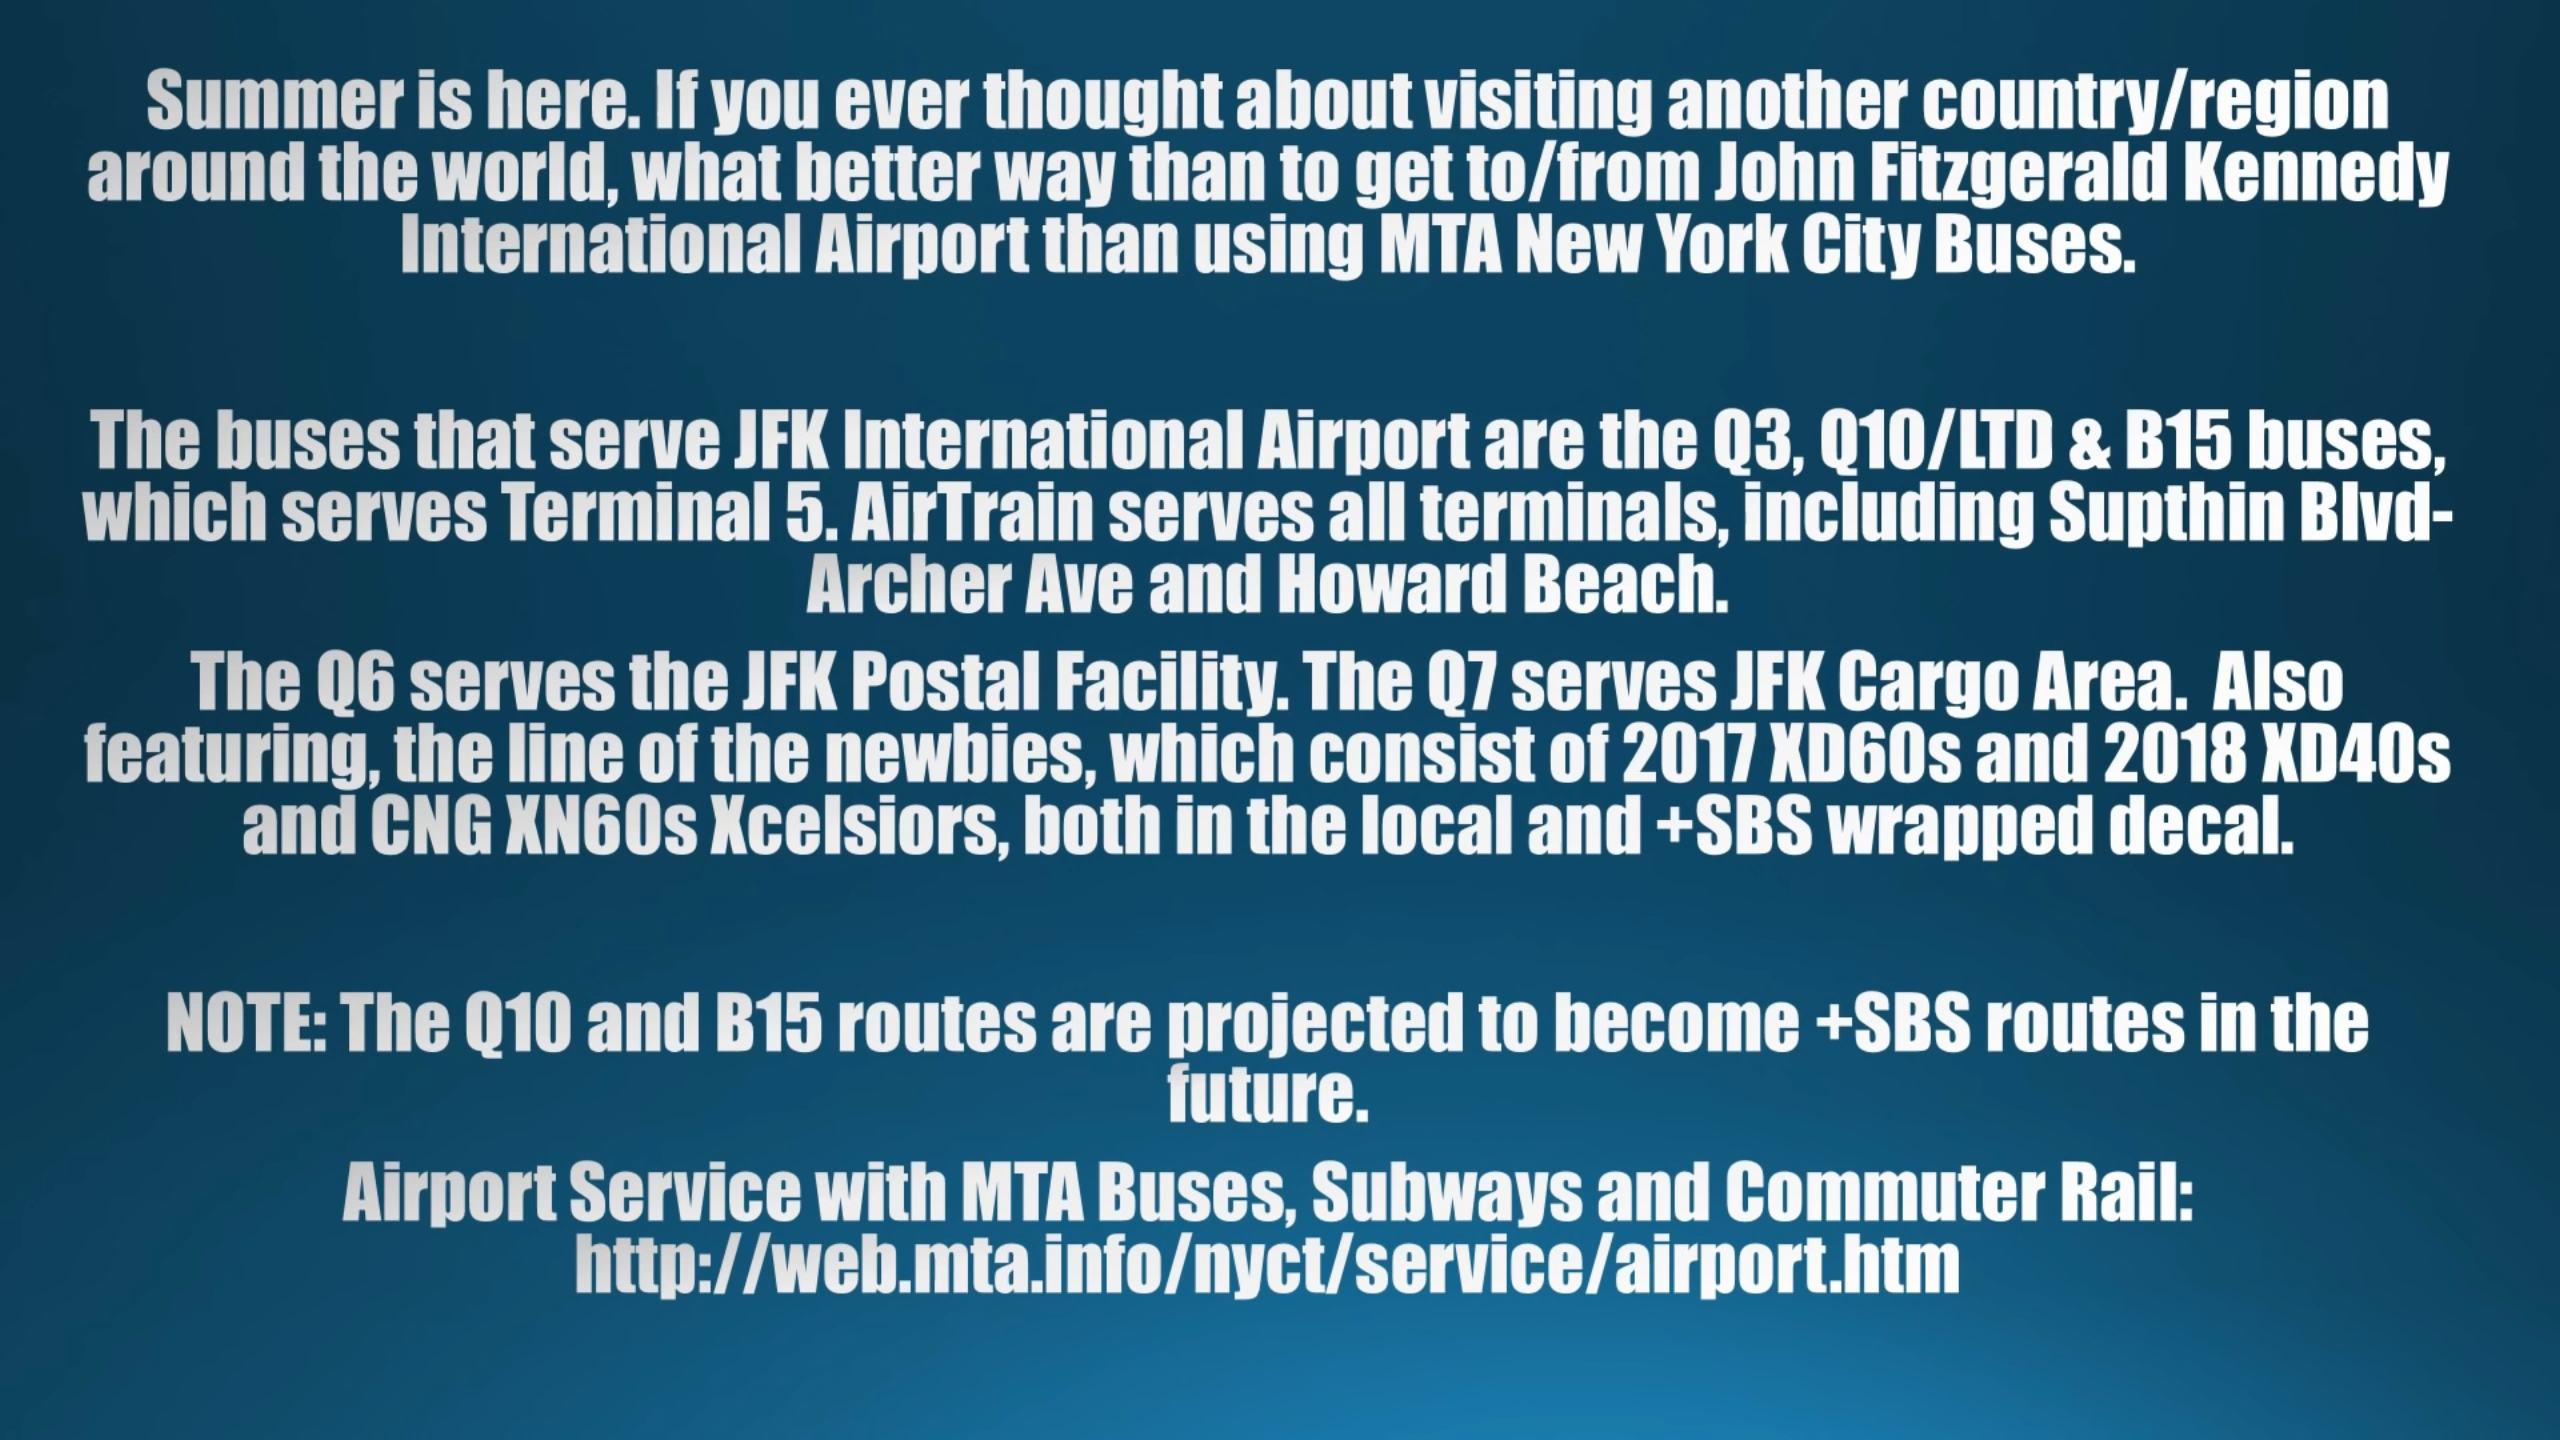 Summer is here. If you ever thought about visiting another country/region
around the world, what better way than to get to/from John Fitzgerald Kennedy
International Airport than using MTA New York City Buses.
The buses that serve JFK International Airport are the Q3, Q10/LTD & B15 buses,
which serves Terminal 5. AirTrain serves all terminals, including Supthin Blvd-
Archer Ave and Howard Beach.
The Q6 serves the JFK Postal Facility. The Q7 serves JFK Cargo Area.  Also
featuring, the line of the newbies, which consist of 2017 XD60s and 2018 XD40s
and CNG XN60s Xcelsiors, both in the local and +SBS wrapped decal.
NOTE: The Q10 and B15 routes are projected to become +SBS routes in the
future.
Airport Service with MTA Buses, Subways and Commuter Rail:
http://web.mta.info/nyct/service/airport.htm